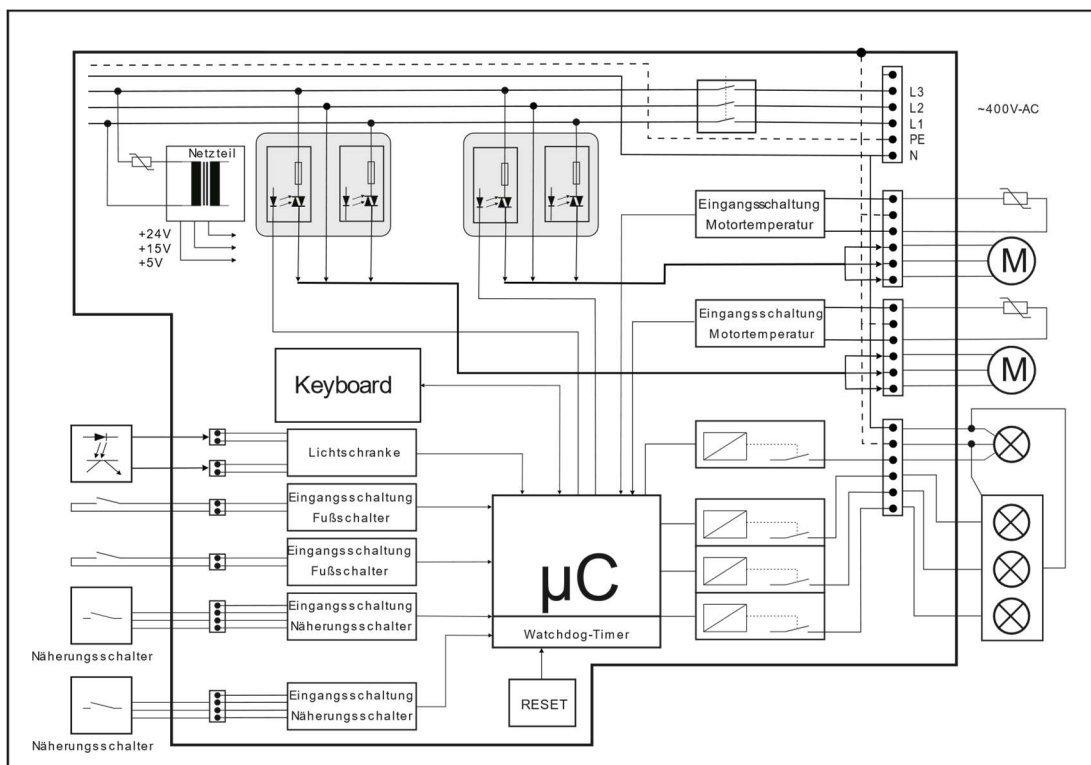 L3
L2
L1
PE
N
~400V-AC
Netzteil
+24V
+15V
+5V
Eingangsschaltung
Motortemperatur
M
Eingangsschaltung
Motortemperatur
M
Keyboard
Lichtschranke
Eingangsschaltung
Fußschalter
Eingangsschaltung
Fußschalter
Eingangsschaltung
Näherungsschalter
Näherungsschalter
µC
Watchdog-Timer
RESET
Eingangsschaltung
Näherungsschalter
Näherungsschalter